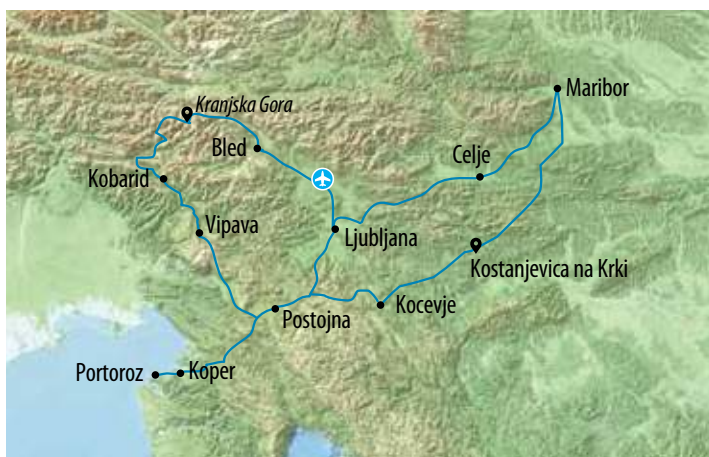 Maribor
Kranjska Gora
Bled
Celje
Kobarid
Vipava
Ljubljana
Kostanjevica na Krki
Kocevje
Postojna
Portoroz
Koper